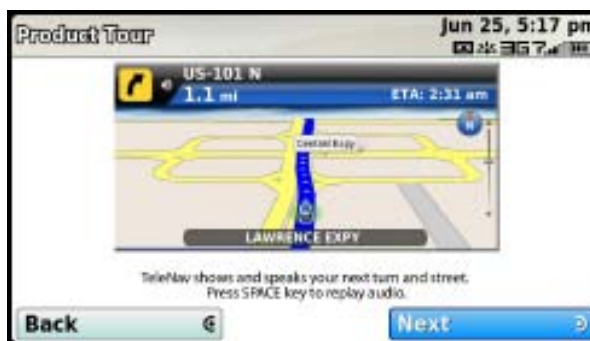 Product Tour
Jun 25, 5:17 pm
3G
US-101 N
1.1 mi
ETA: 2:31 am
N
Central Expy
LAWRENCE EXPY
TeleNav shows and speaks your next turn and street.
Press SPACE key to replay audio.
Back
Next